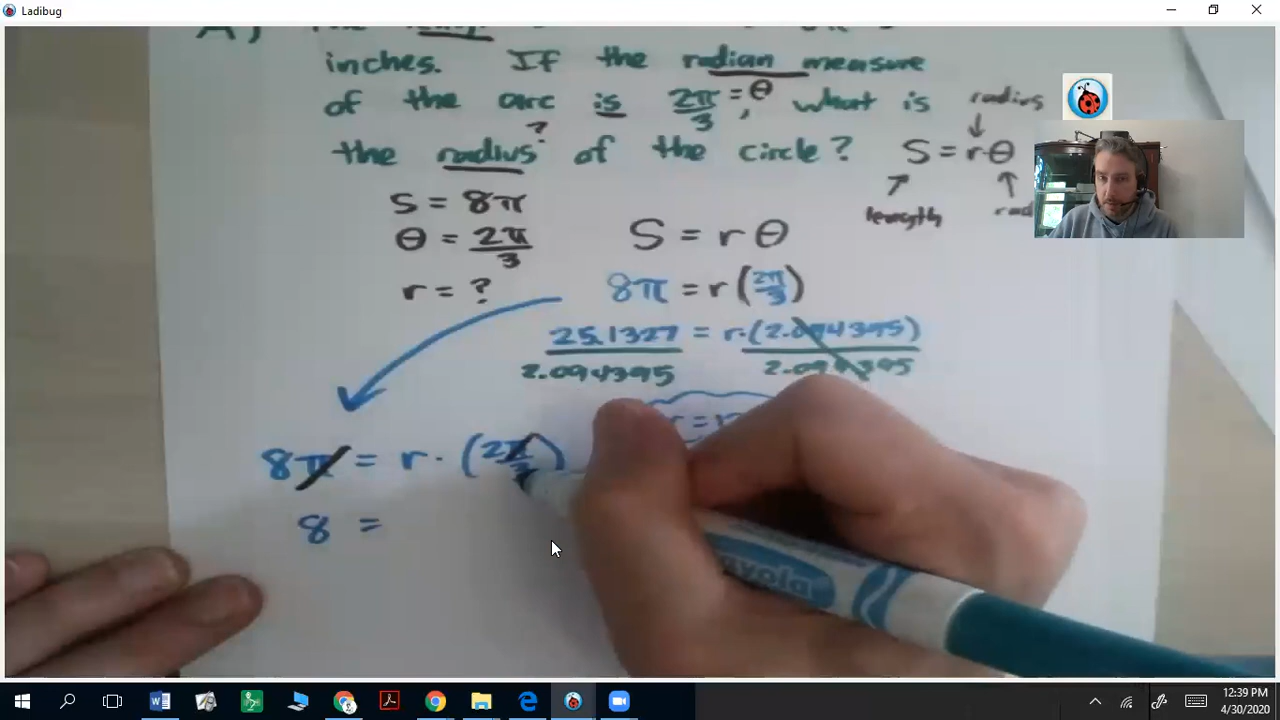 Ladibug
inches. If the radian measure
of the arc is 2π/3 = θ, what is
the radius? of the circle?
radius
S = r·θ
length
S = 8π
θ = 2π/3
r = ?
S = r θ
8π = r (2π/3)
25.1327 = r·(2.094395)
2.094395 2.094395
8π = r · (2π/3)
8 =
12:39 PM
4/30/2020